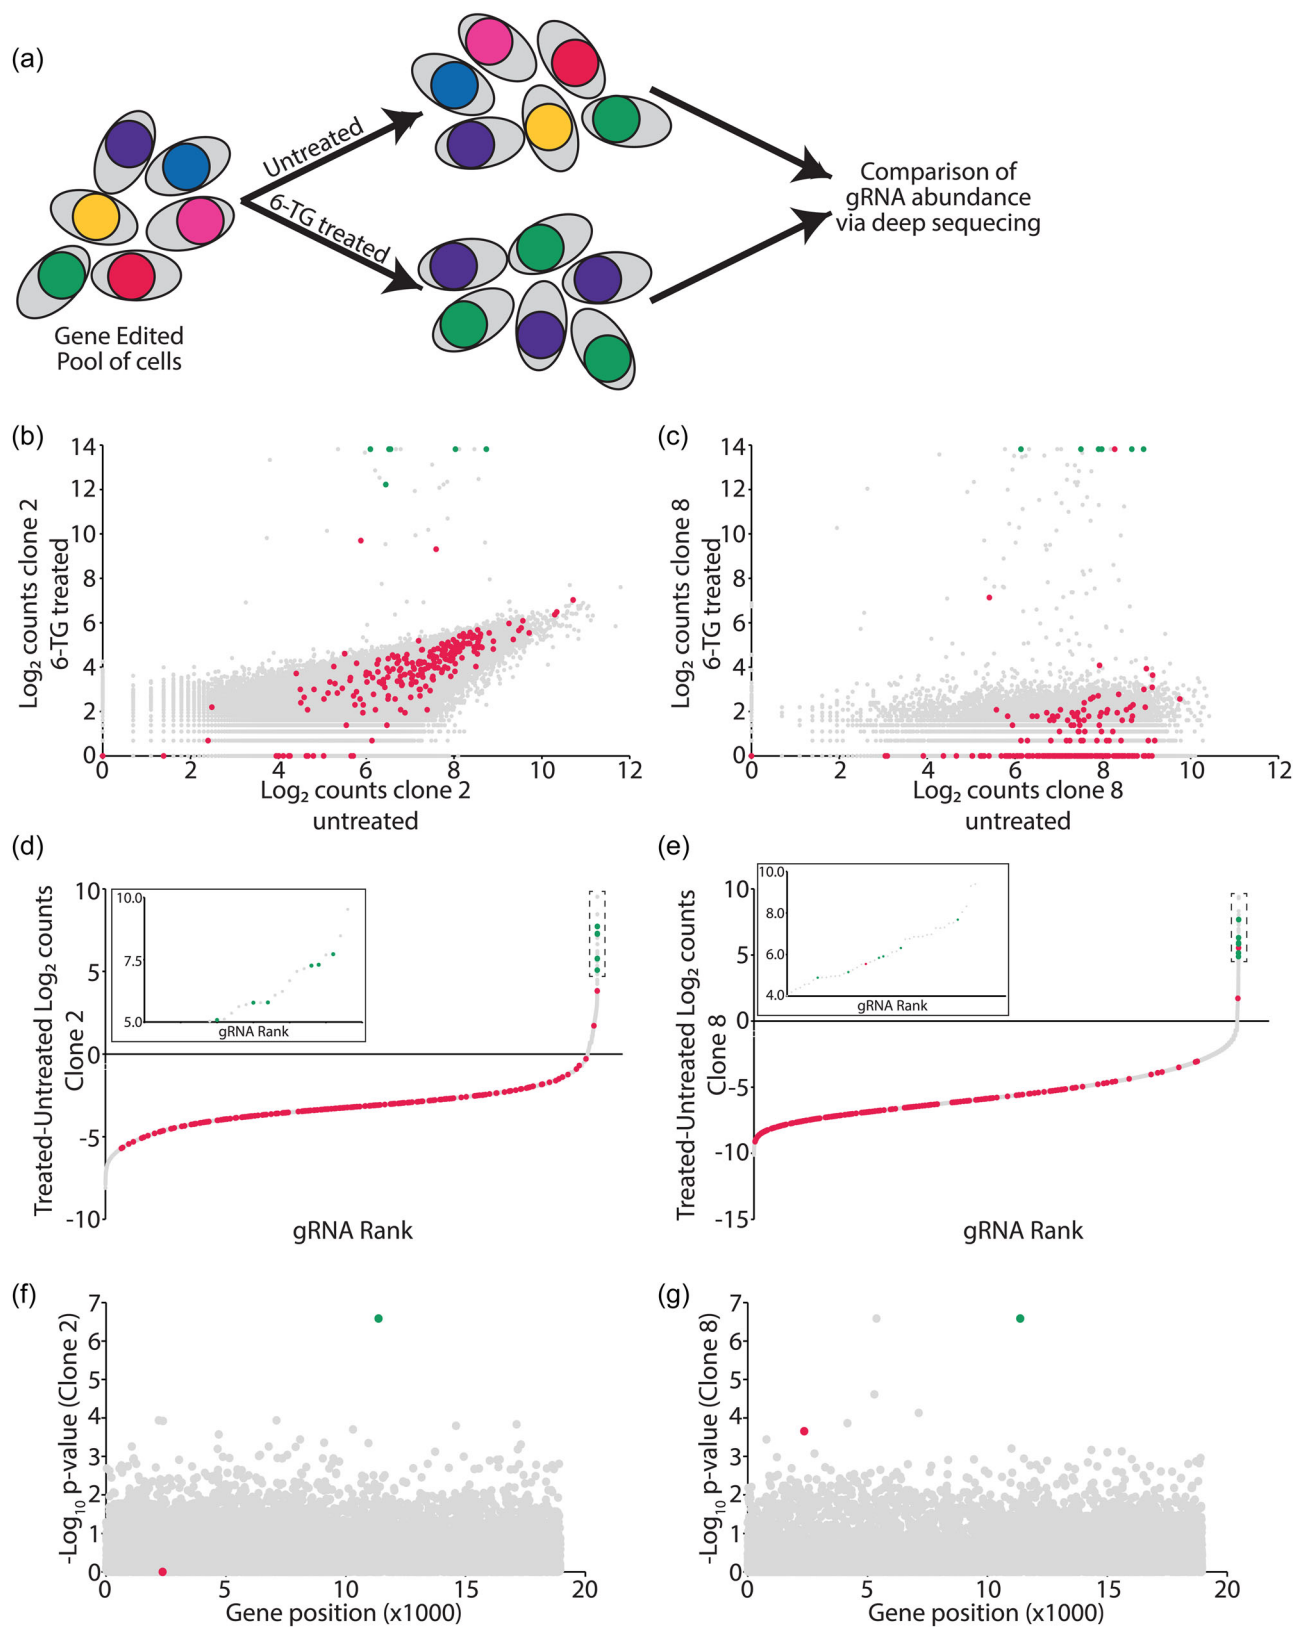 (a)
Untreated
6-TG treated
Gene Edited
Pool of cells
Comparison of
gRNA abundance
via deep sequecing
(b)
Log₂ counts clone 2
6-TG treated
14
12
10
8
6
4
2
0
0 2 4 6 8 10 12
Log₂ counts clone 2
untreated
(c)
Log₂ counts clone 8
6-TG treated
14
12
10
8
6
4
2
0
0 2 4 6 8 10 12
Log₂ counts clone 8
untreated
(d)
Treated-Untreated Log₂ counts
Clone 2
10
5
0
-5
-10
10.0
7.5
5.0
gRNA Rank
gRNA Rank
(e)
Treated-Untreated Log₂ counts
Clone 8
10
5
0
-5
-10
-15
10.0
8.0
6.0
4.0
gRNA Rank
gRNA Rank
(f)
-Log₁₀ p-value (Clone 2)
7
6
5
4
3
2
1
0
0 5 10 15 20
Gene position (x1000)
(g)
-Log₁₀ p-value (Clone 8)
7
6
5
4
3
2
1
0
0 5 10 15 20
Gene position (x1000)